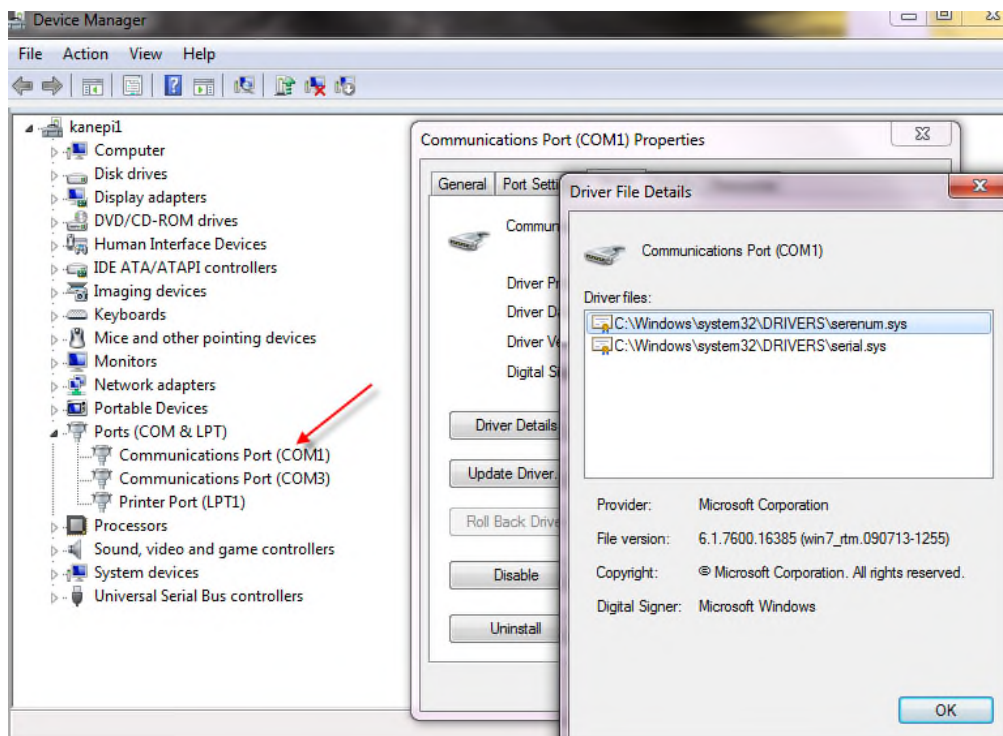 Device Manager
File Action View Help
kanepi1
Computer
Disk drives
Display adapters
DVD/CD-ROM drives
Human Interface Devices
IDE ATA/ATAPI controllers
Imaging devices
Keyboards
Mice and other pointing devices
Monitors
Network adapters
Portable Devices
Ports (COM & LPT)
Communications Port (COM1)
Communications Port (COM3)
Printer Port (LPT1)
Processors
Sound, video and game controllers
System devices
Universal Serial Bus controllers
Communications Port (COM1) Properties
General Port Setti
Commun
Driver Pr
Driver D
Driver Ve
Digital Si
Driver Details
Update Driver.
Roll Back Drive
Disable
Uninstall
Driver File Details
Communications Port (COM1)
Driver files:
C:\Windows\system32\DRIVERS\serenum.sys
C:\Windows\system32\DRIVERS\serial.sys
Provider: Microsoft Corporation
File version: 6.1.7600.16385 (win7_rtm.090713-1255)
Copyright: © Microsoft Corporation. All rights reserved.
Digital Signer: Microsoft Windows
OK